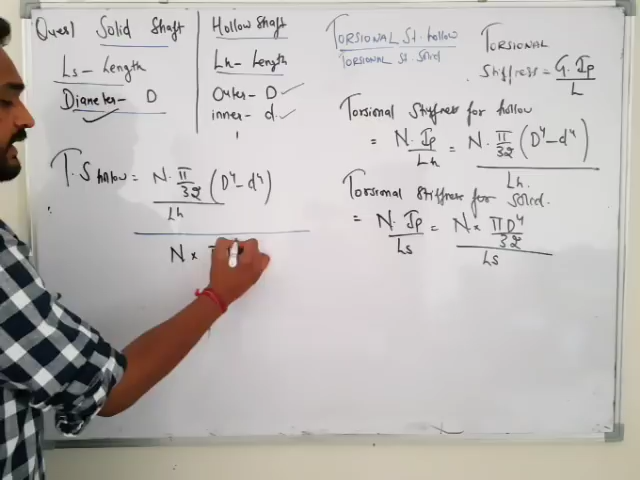 Ques1 Solid Shaft
Ls - Length
Diameter - D
Hollow Shaft
Lh - Length
Outer - D ✓
inner - d ✓
Torsional St. hollow
Torsional St. Solid
Torsional
Stiffness = G. Ip
L
Torsional Stiffness for hollow
= N. Ip = N. π (D⁴ - d⁴)
Lh 32
Lh.
Torsional Stiffness for Solid.
= N. Ip = N × πD⁴
Ls 32
Ls
T.S hollow = N. π (D⁴ - d⁴)
32
Lh
N ×